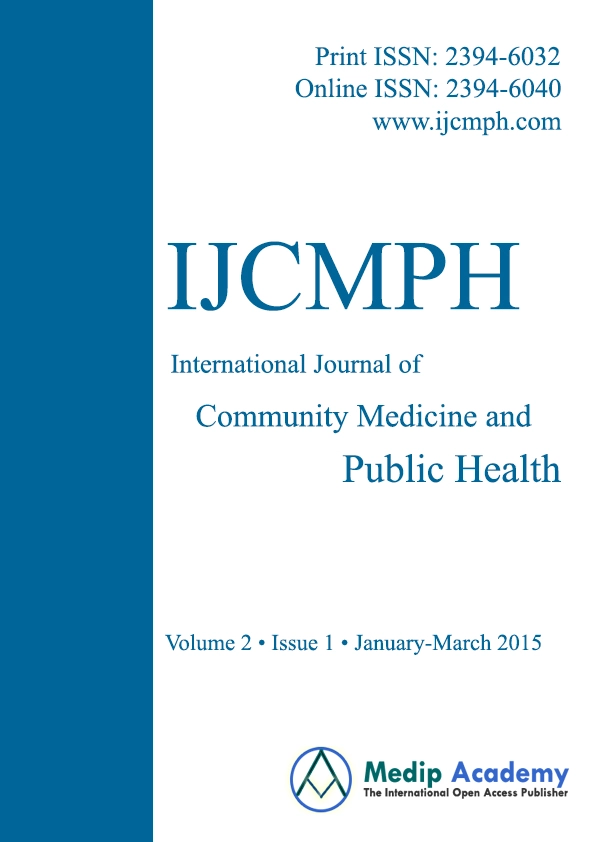 Print ISSN: 2394-6032
Online ISSN: 2394-6040
www.ijcmph.com
IJCMPH
International Journal of
Community Medicine and
Public Health
Volume 2 • Issue 1 • January-March 2015
Medip Academy
The International Open Access Publisher